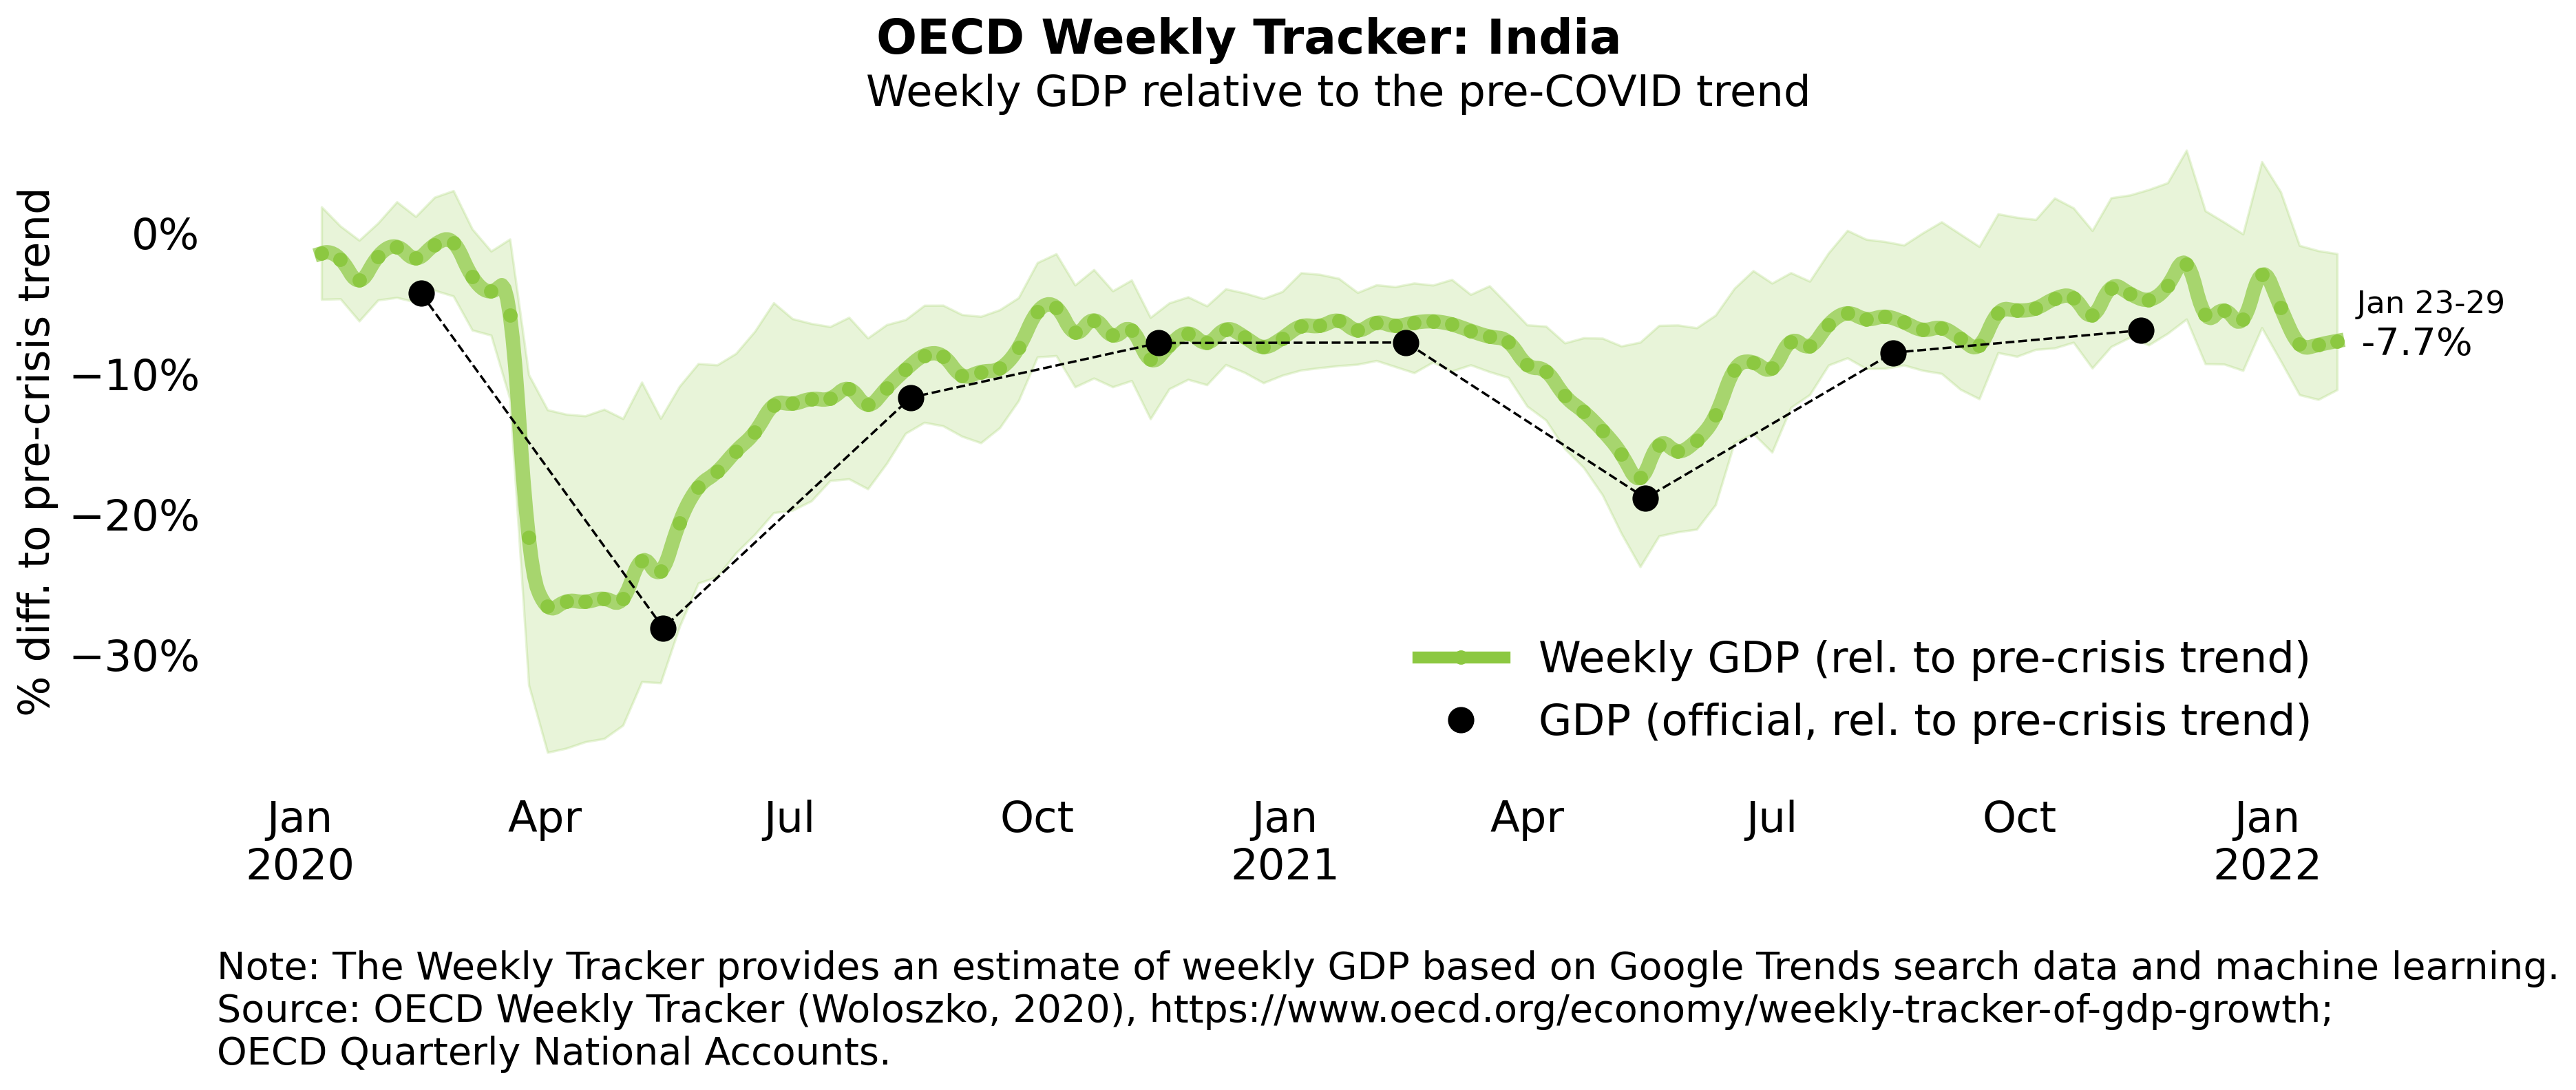 OECD Weekly Tracker: India
Weekly GDP relative to the pre-COVID trend
% diff. to pre-crisis trend
0%
−10%
−20%
−30%
Jan 23-29
-7.7%
Weekly GDP (rel. to pre-crisis trend)
GDP (official, rel. to pre-crisis trend)
Jan Apr Jul Oct Jan Apr Jul Oct Jan
2020 2021 2022
Note: The Weekly Tracker provides an estimate of weekly GDP based on Google Trends search data and machine learning.
Source: OECD Weekly Tracker (Woloszko, 2020), https://www.oecd.org/economy/weekly-tracker-of-gdp-growth;
OECD Quarterly National Accounts.